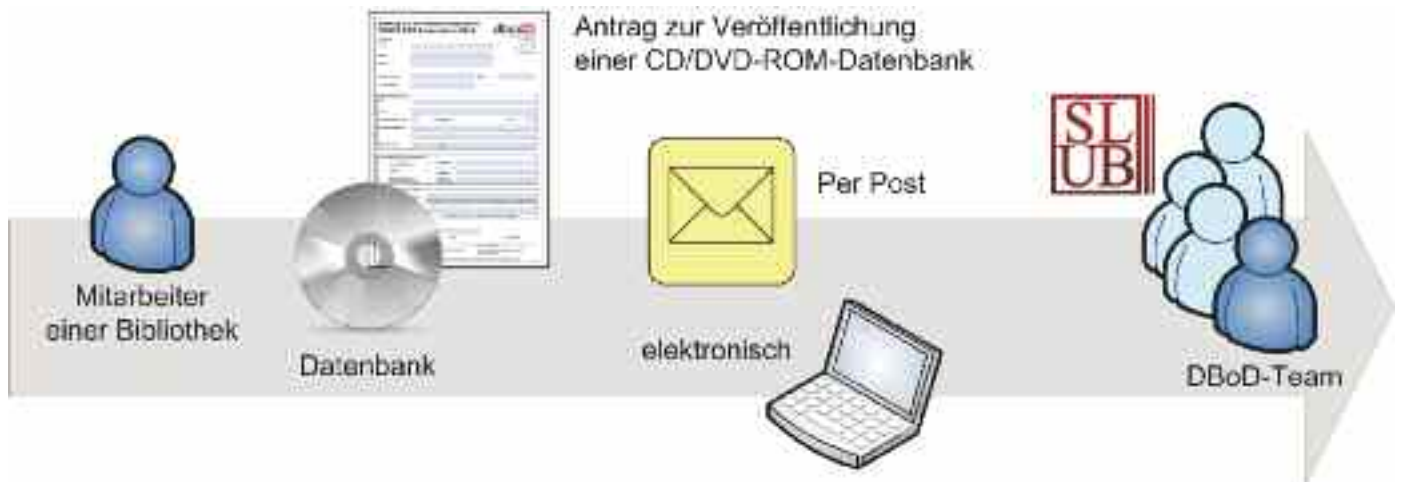 Antrag zur Veröffentlichung
einer CD/DVD-ROM-Datenbank
SL
UB
Per Post
Mitarbeiter
einer Bibliothek
Datenbank
elektronisch
DBoD-Team